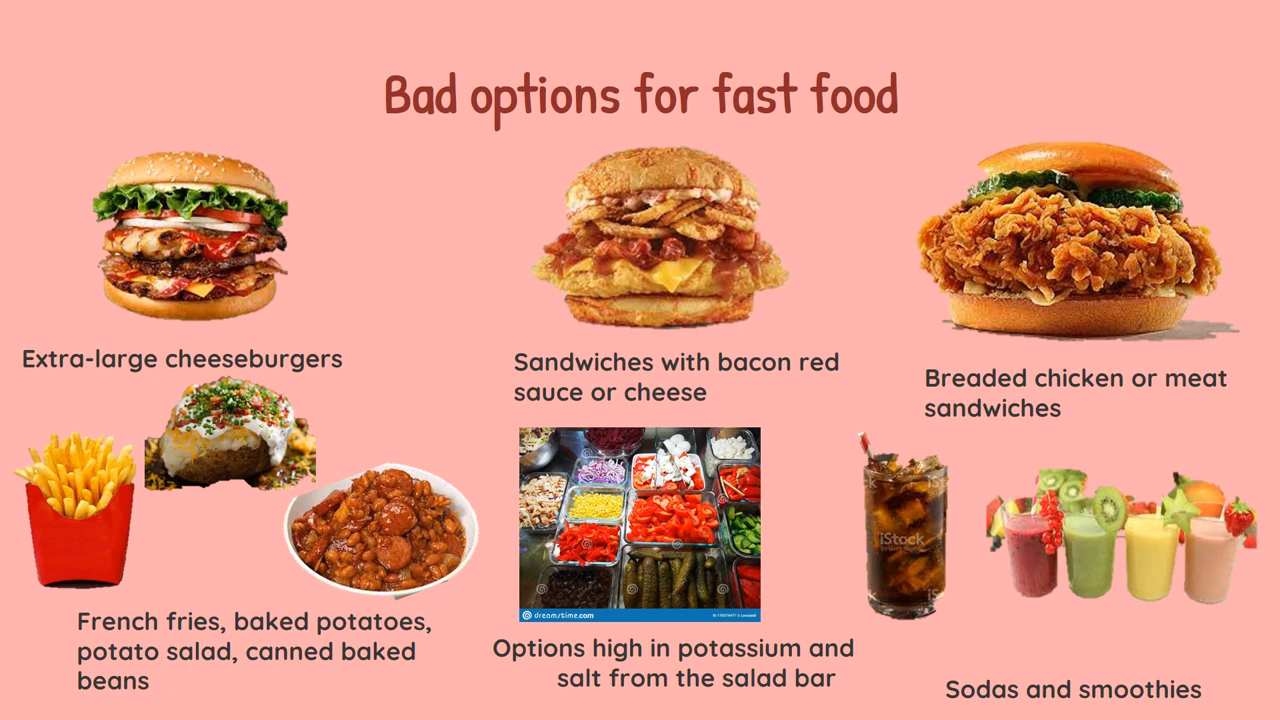 Bad options for fast food
Extra-large cheeseburgers
Sandwiches with bacon red
sauce or cheese
Breaded chicken or meat
sandwiches
French fries, baked potatoes,
potato salad, canned baked
beans
dreamstime.com
Options high in potassium and
salt from the salad bar
iStock
Sodas and smoothies